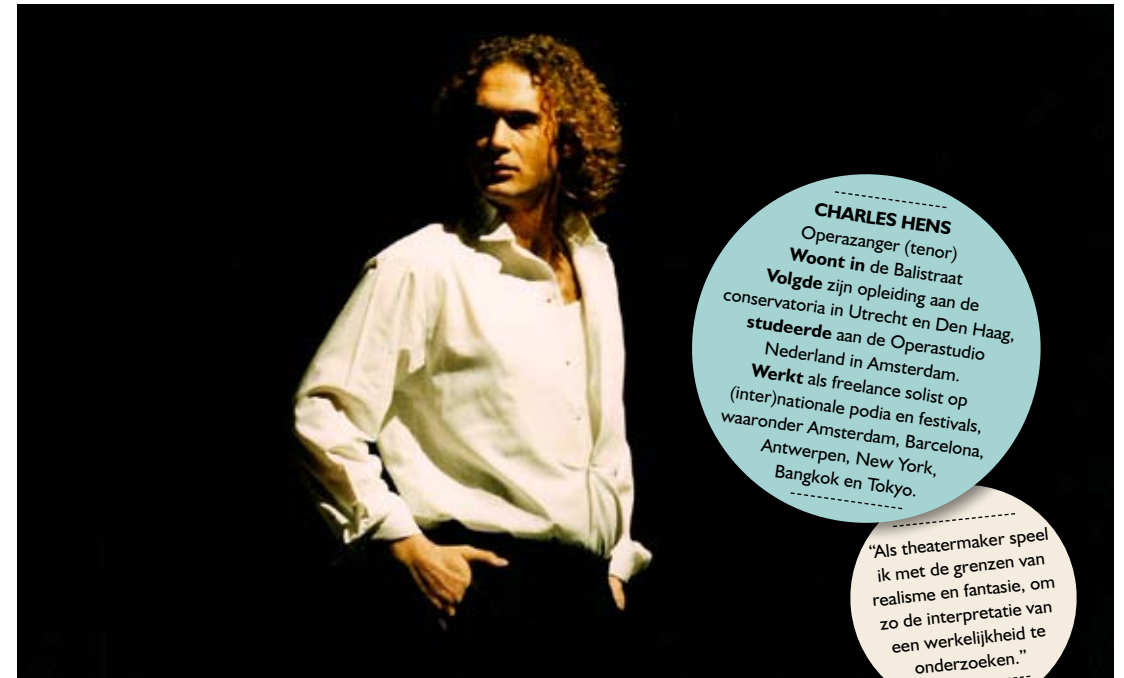 CHARLES HENS
Operazanger (tenor)
Woont in de Balistraat
Volgde zijn opleiding aan de
conservatoria in Utrecht en Den Haag,
studeerde aan de Operastudio
Nederland in Amsterdam.
Werkt als freelance solist op
(inter)nationale podia en festivals,
waaronder Amsterdam, Barcelona,
Antwerpen, New York,
Bangkok en Tokyo.
“Als theatermaker speel
ik met de grenzen van
realisme en fantasie, om
zo de interpretatie van
een werkelijkheid te
onderzoeken.”